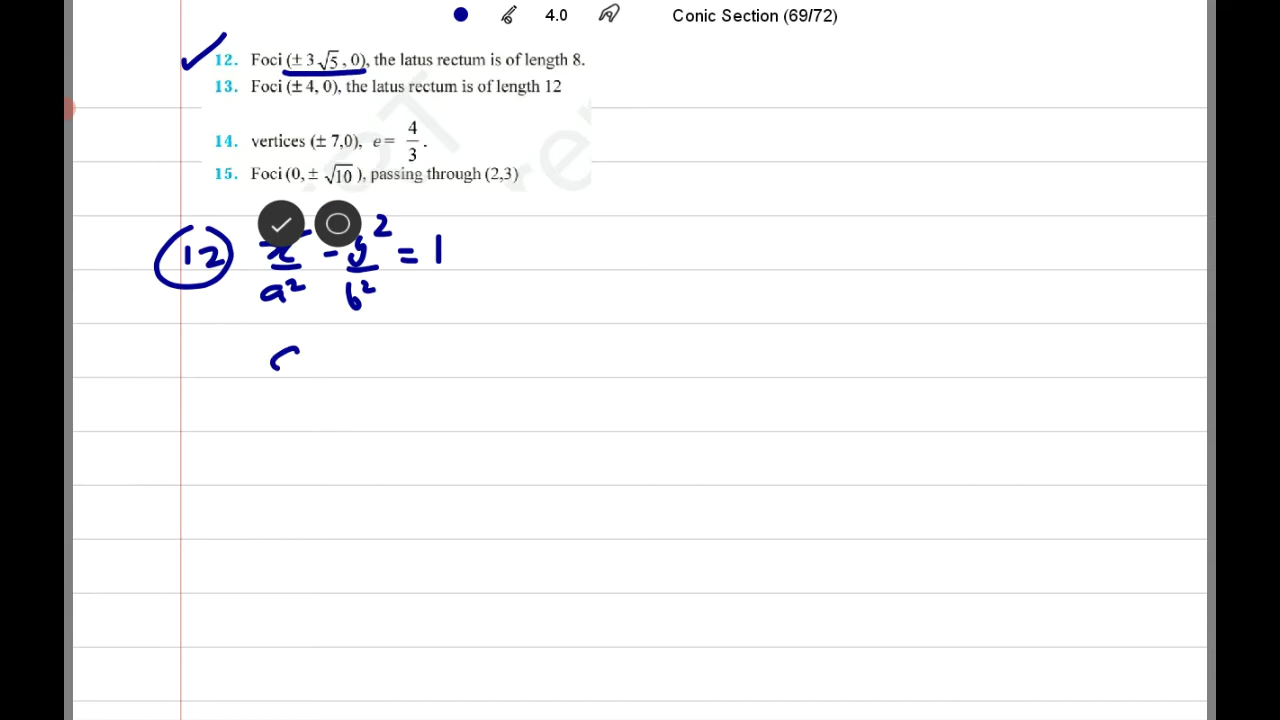 4.0 Conic Section (69/72)
12. Foci (± 3√5, 0), the latus rectum is of length 8.
13. Foci (± 4, 0), the latus rectum is of length 12
14. vertices (± 7,0), e = 4/3.
15. Foci (0, ± √10), passing through (2,3)
12 x²/a² - y²/b² = 1